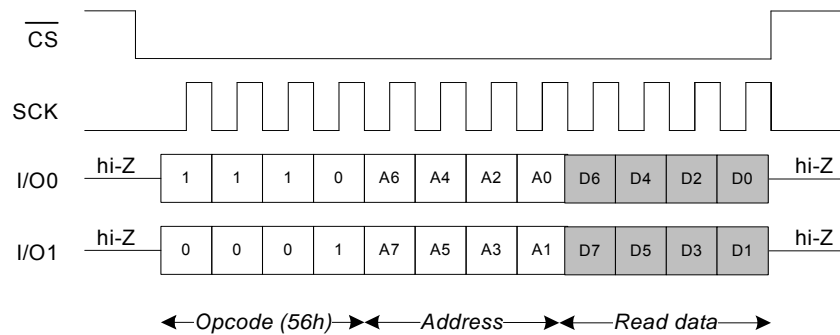 CS
SCK
I/O0 hi-Z 1 1 1 0 A6 A4 A2 A0 D6 D4 D2 D0 hi-Z
I/O1 hi-Z 0 0 0 1 A7 A5 A3 A1 D7 D5 D3 D1 hi-Z
Opcode (56h) Address Read data